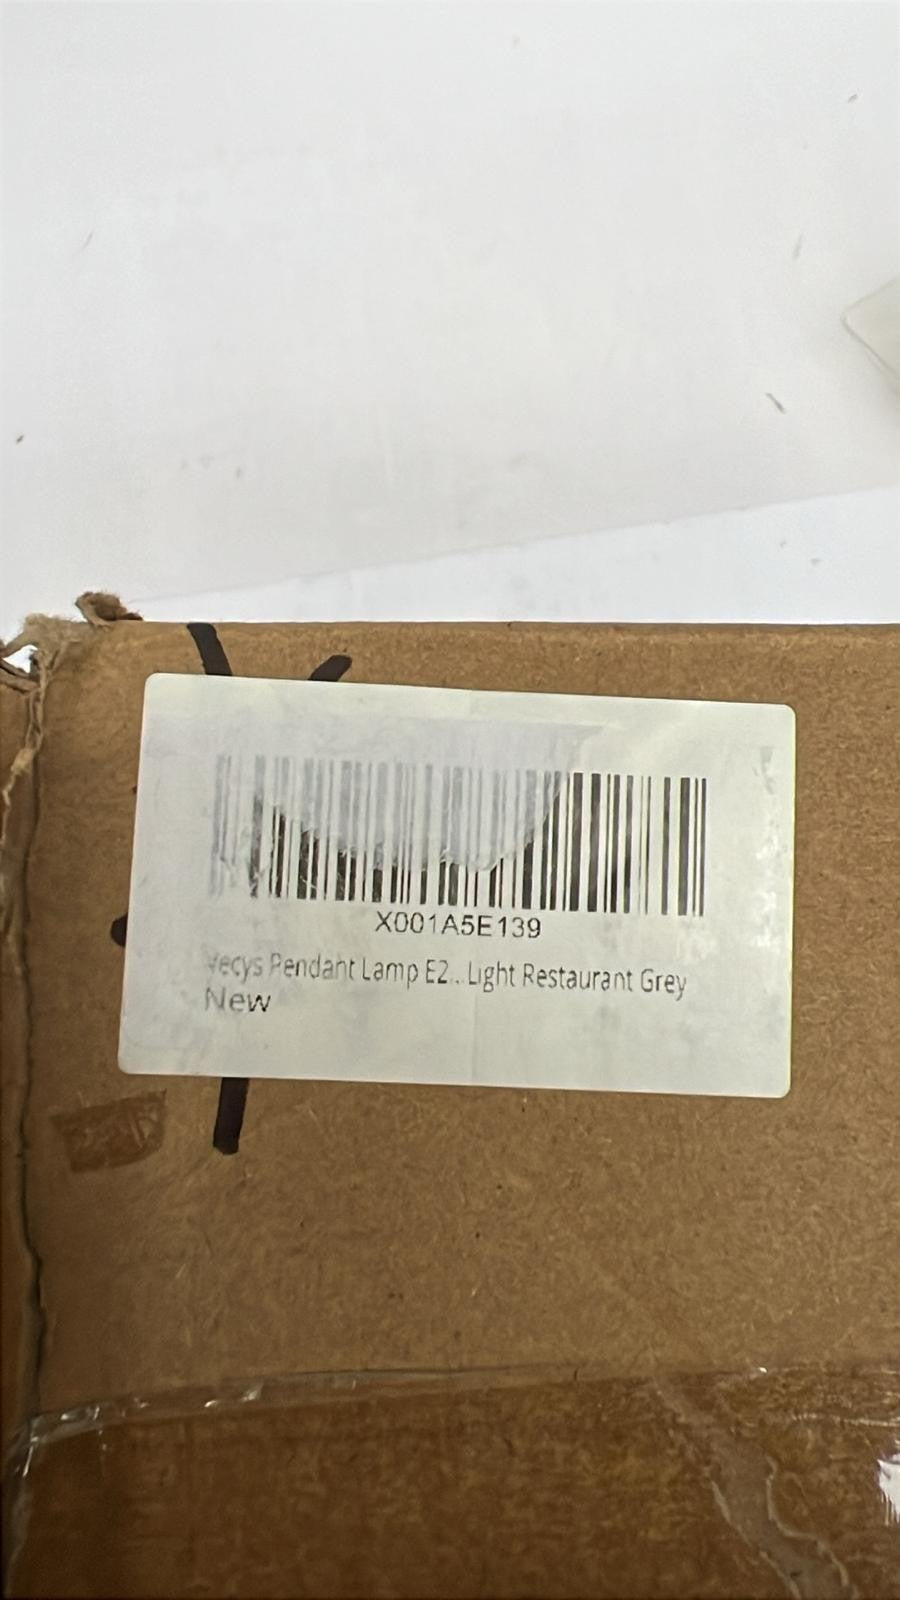 X001A5E139
Pendant Lamp E2...Light Restaurant Grey
New